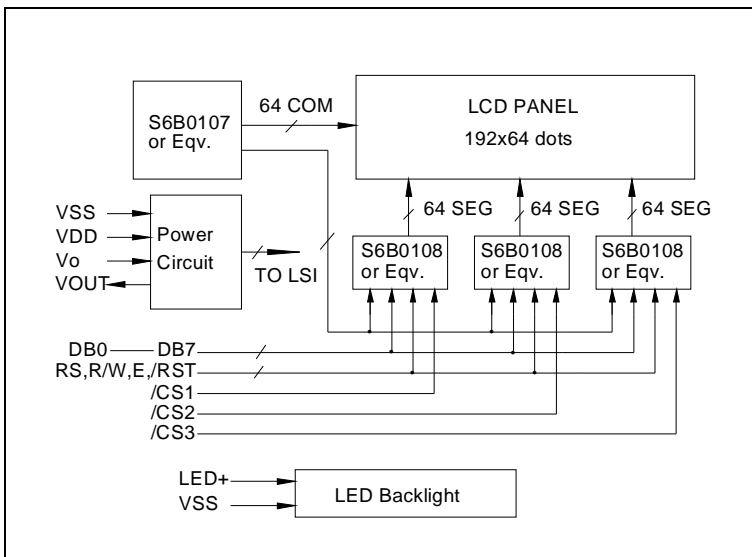 64 COM
S6B0107
or Eqv.
LCD PANEL
192x64 dots
64 SEG
64 SEG
64 SEG
VSS
VDD
Vo
VOUT
Power
Circuit
TO LSI
S6B0108
or Eqv.
S6B0108
or Eqv.
S6B0108
or Eqv.
DB0 DB7
RS,R/W,E,/RST
/CS1
/CS2
/CS3
LED+
VSS
LED Backlight